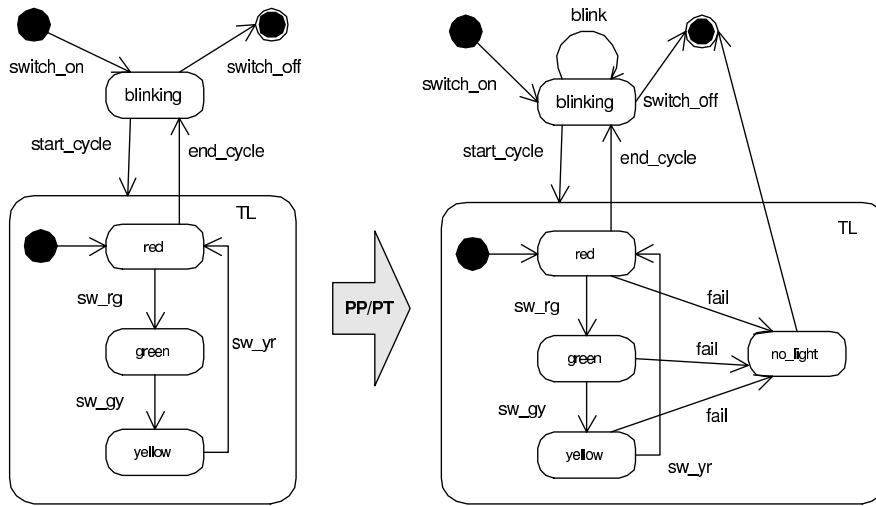 switch_on
switch_off
blinking
start_cycle
end_cycle
TL
red
sw_rg
green
sw_yr
sw_gy
yellow
PP/PT
blink
switch_on
blinking
switch_off
start_cycle
end_cycle
TL
red
sw_rg
fail
green
fail
no_light
sw_gy
fail
yellow
sw_yr